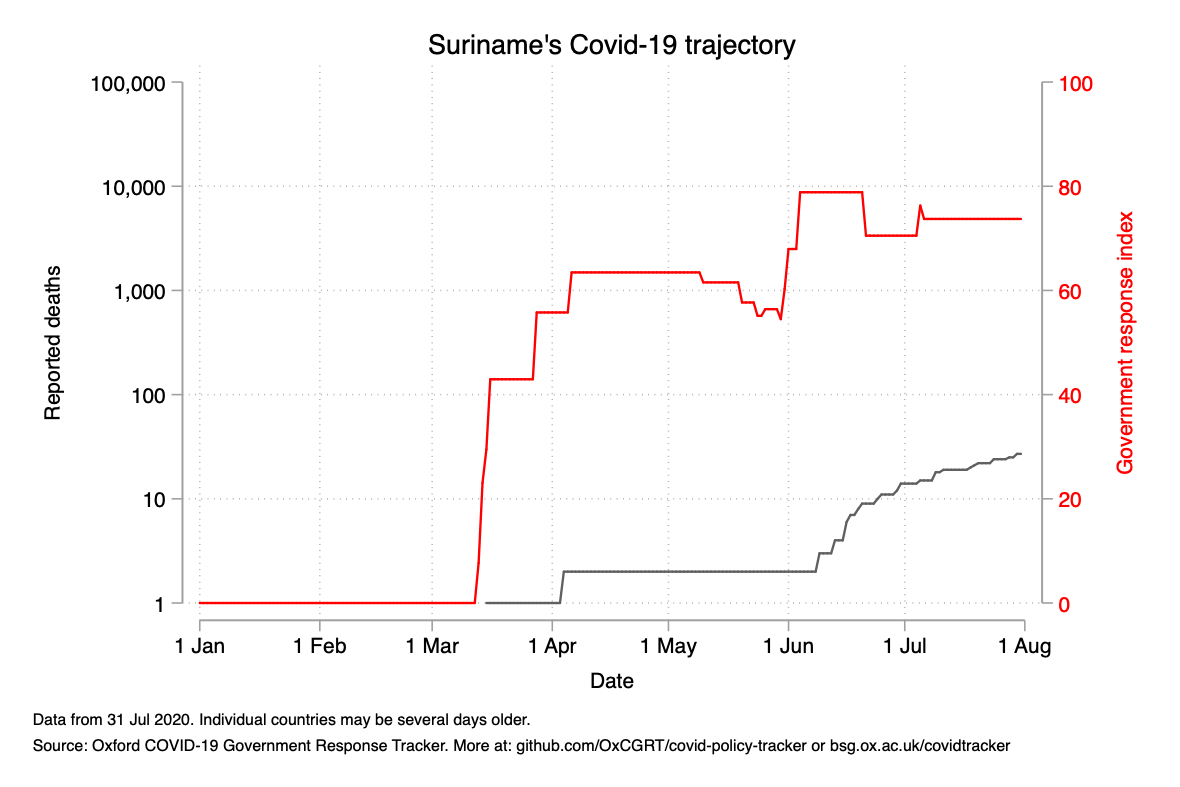 Suriname's Covid-19 trajectory
100,000
10,000
1,000
100
10
1
Reported deaths
100
80
60
40
20
0
Government response index
1 Jan 1 Feb 1 Mar 1 Apr 1 May 1 Jun 1 Jul 1 Aug
Date
Data from 31 Jul 2020. Individual countries may be several days older.
Source: Oxford COVID-19 Government Response Tracker. More at: github.com/OxCGRT/covid-policy-tracker or bsg.ox.ac.uk/covidtracker